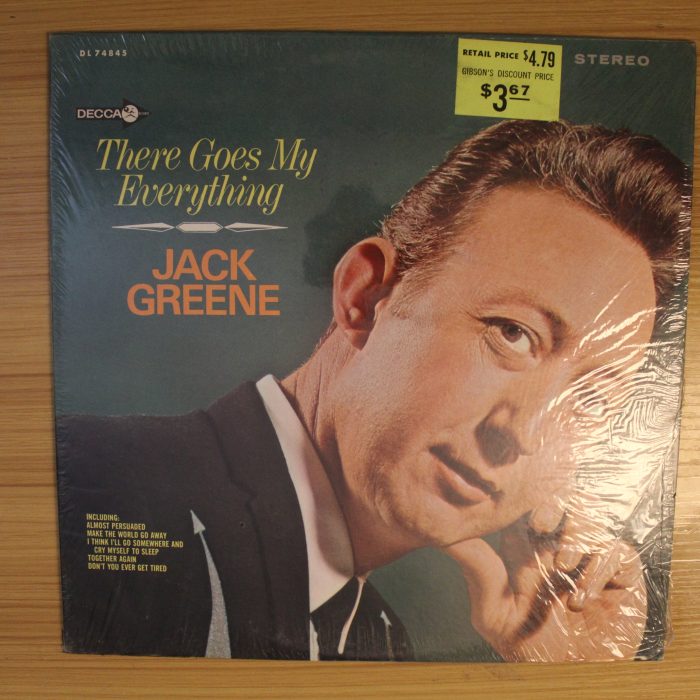 DL 74845
RETAIL PRICE $4.79
GIBSON'S DISCOUNT PRICE
$3.67
STEREO
DECCA
There Goes My
Everything
JACK
GREENE
INCLUDING:
ALMOST PERSUADED
MAKE THE WORLD GO AWAY
I THINK I'LL GO SOMEWHERE AND
CRY MYSELF TO SLEEP
TOGETHER AGAIN
DON'T YOU EVER GET TIRED